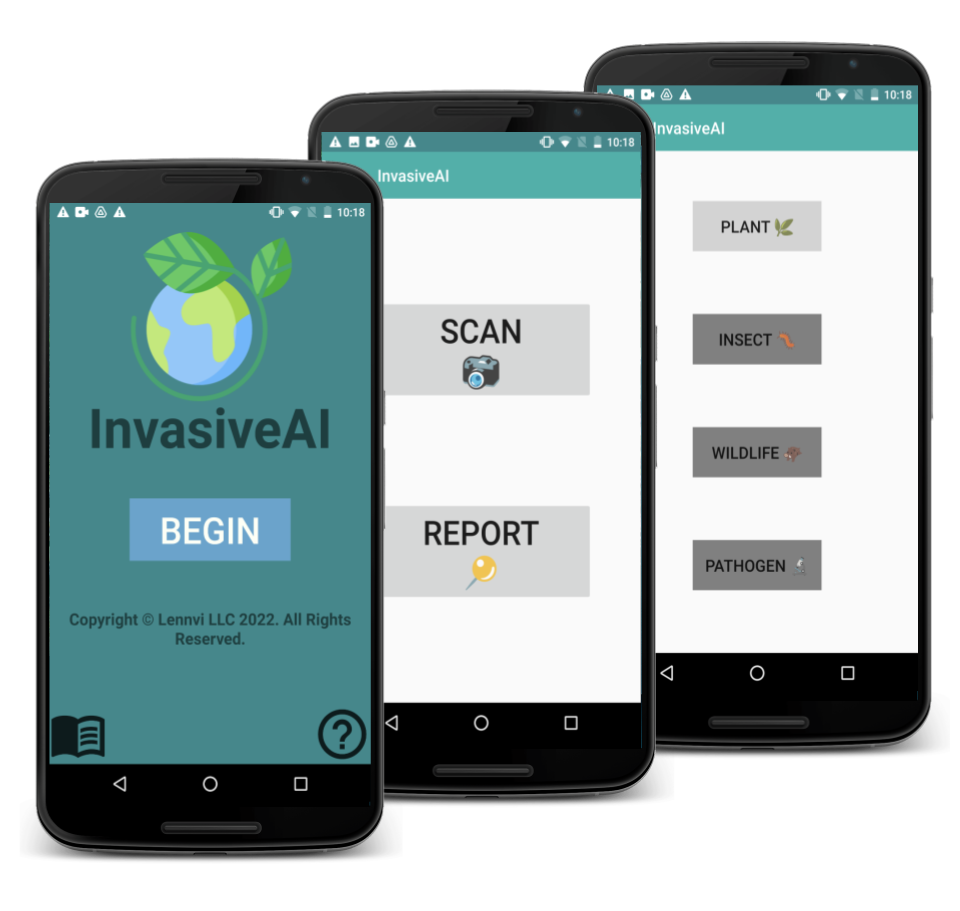 10:18
InvasiveAI
BEGIN
Copyright © Lennvi LLC 2022. All Rights
Reserved.
?
10:18
InvasiveAI
SCAN
REPORT
10:18
InvasiveAI
PLANT
INSECT
WILDLIFE
PATHOGEN